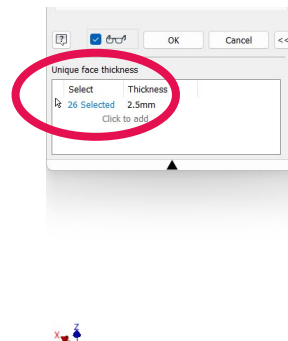 OK Cancel <<
Unique face thickness
Select Thickness
26 Selected 2.5mm
Click to add
X Z